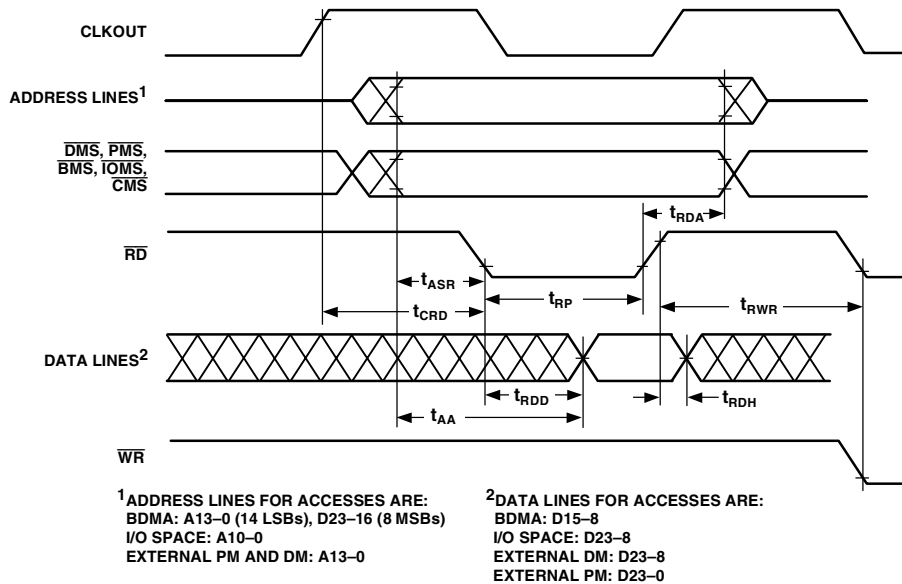 CLKOUT
ADDRESS LINES¹
DMS, PMS,
BMS, IOMS,
CMS
tRDA
RD
tASR
tRP
tRWR
tCRD
DATA LINES²
tRDD
tRDH
tAA
WR
¹ADDRESS LINES FOR ACCESSES ARE:
BDMA: A13–0 (14 LSBs), D23–16 (8 MSBs)
I/O SPACE: A10–0
EXTERNAL PM AND DM: A13–0
²DATA LINES FOR ACCESSES ARE:
BDMA: D15–8
I/O SPACE: D23–8
EXTERNAL DM: D23–8
EXTERNAL PM: D23–0